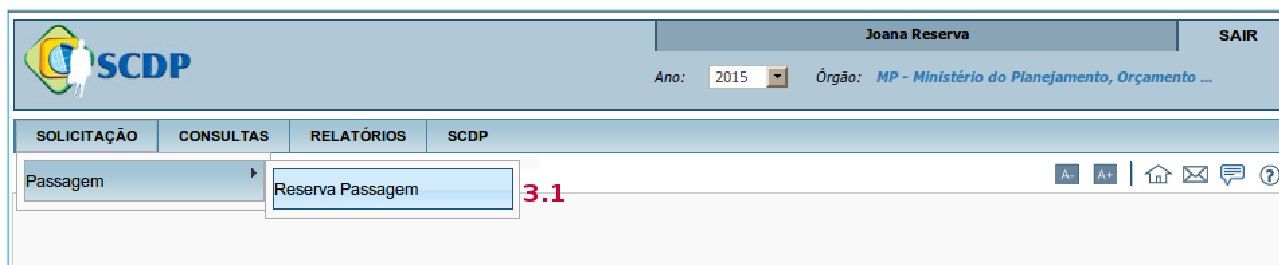 Joana Reserva
SAIR
SCDP
Ano: 2015 Órgão: MP - Ministério do Planejamento, Orçamento ...
SOLICITAÇÃO CONSULTAS RELATÓRIOS SCDP
Passagem
Reserva Passagem
3.1
A- A+ ?